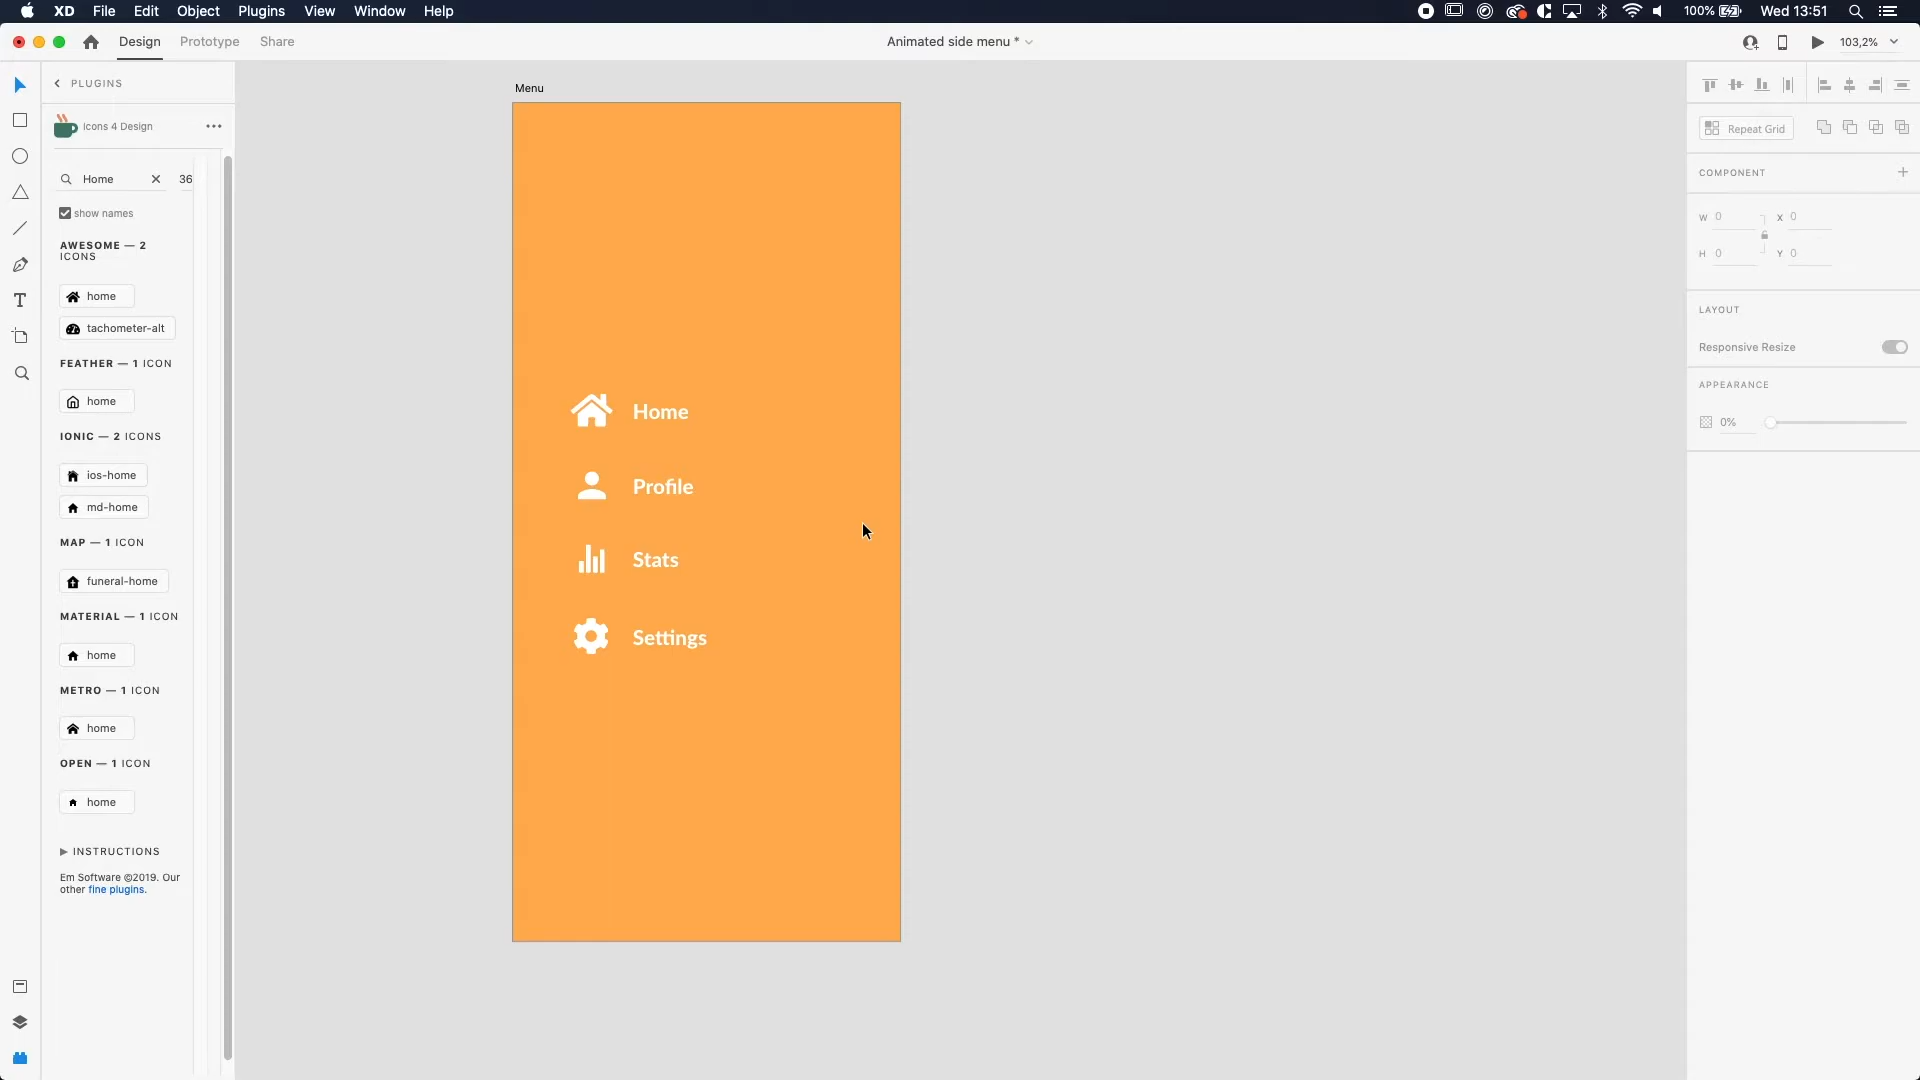 XD File Edit Object Plugins View Window Help
100% Wed 13:51
Design Prototype Share
Animated side menu *
103,2%
PLUGINS
Icons 4 Design
Home 36
show names
AWESOME — 2
ICONS
home
tachometer-alt
FEATHER — 1 ICON
home
IONIC — 2 ICONS
ios-home
md-home
MAP — 1 ICON
funeral-home
MATERIAL — 1 ICON
home
METRO — 1 ICON
home
OPEN — 1 ICON
home
INSTRUCTIONS
Em Software ©2019. Our
other fine plugins.
Menu
Home
Profile
Stats
Settings
Repeat Grid
COMPONENT
W 0 X 0
H 0 Y 0
LAYOUT
Responsive Resize
APPEARANCE
0%